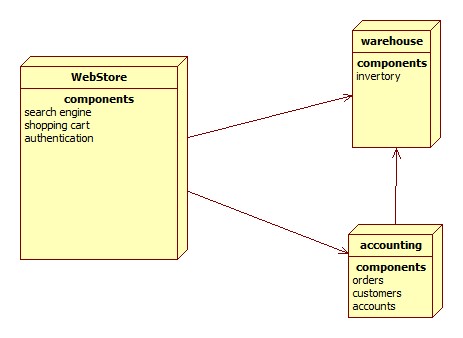 WebStore
components
search engine
shopping cart
authentication
warehouse
components
invertory
accounting
components
orders
customers
accounts